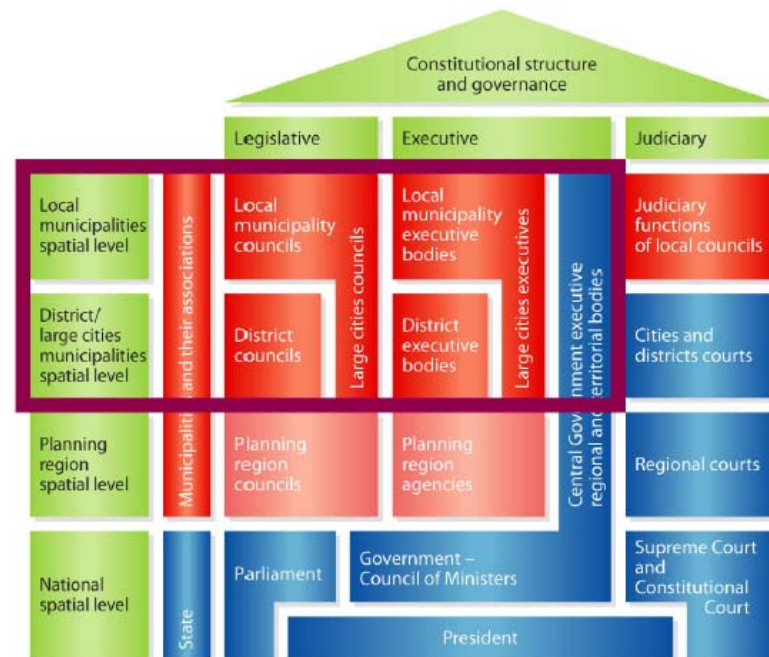 Constitutional structure
and governance
Legislative
Executive
Judiciary
Local
municipalities
spatial level
Municipalities and their associations
Local
municipality
councils
Large cities councils
Local
municipality
executive
bodies
Large cities executives
Central Government executive
regional and territorial bodies
Judiciary
functions
of local councils
District/
large cities
municipalities
spatial level
District
councils
District
executive
bodies
Cities and
districts courts
Planning
region
spatial level
Planning
region
councils
Planning
region
agencies
Regional courts
National
spatial level
State
Parliament
Government –
Council of Ministers
Supreme Court
and
Constitutional
Court
President